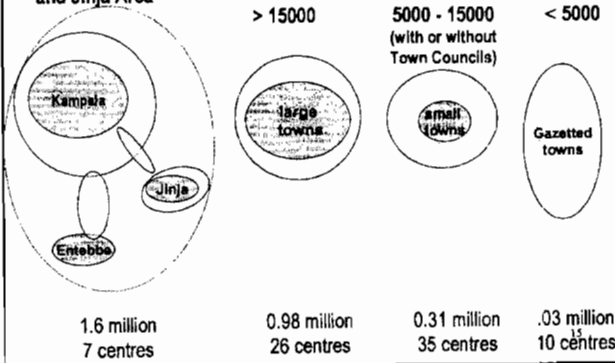 and Jinja Area
> 15000
5000 - 15000
(with or without
Town Councils)
< 5000
Kampala
Jinja
Entebbe
large
towns
small
towns
Gazetted
towns
1.6 million
7 centres
0.98 million
26 centres
0.31 million
35 centres
.03 million
10 centres
15